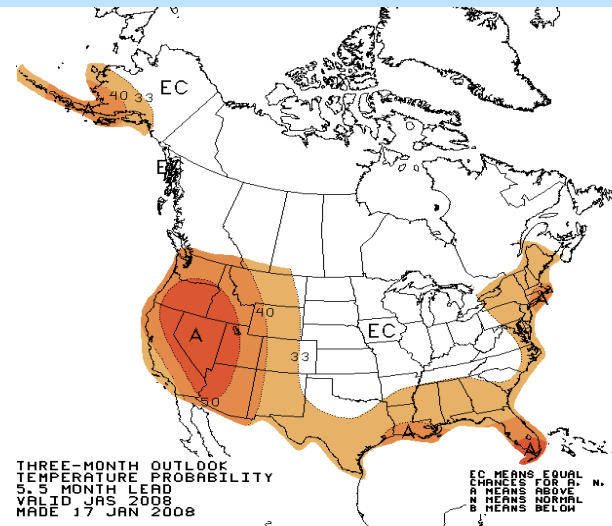 EC
40 33
A
E
40
A
EC
33
50
A
A
A
THREE-MONTH OUTLOOK
TEMPERATURE PROBABILITY
5.5 MONTH LEAD
VALID JAS 2008
MADE 17 JAN 2008
EC MEANS EQUAL
CHANCES FOR A, N,
A MEANS ABOVE
N MEANS NORMAL
B MEANS BELOW